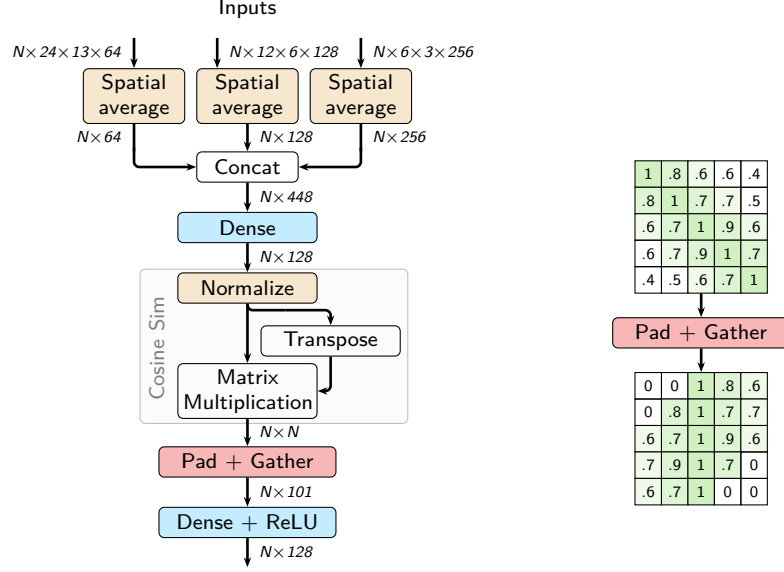 Inputs
N×24×13×64 N×12×6×128 N×6×3×256
Spatial average Spatial average Spatial average
N×64 N×128 N×256
Concat
N×448
Dense
N×128
Cosine Sim
Normalize
Transpose
Matrix
Multiplication
N×N
Pad + Gather
N×101
Dense + ReLU
N×128
1 .8 .6 .6 .4
.8 1 .7 .7 .5
.6 .7 1 .9 .6
.6 .7 .9 1 .7
.4 .5 .6 .7 1
Pad + Gather
0 0 1 .8 .6
0 .8 1 .7 .7
.6 .7 1 .9 .6
.7 .9 1 .7 0
.6 .7 1 0 0